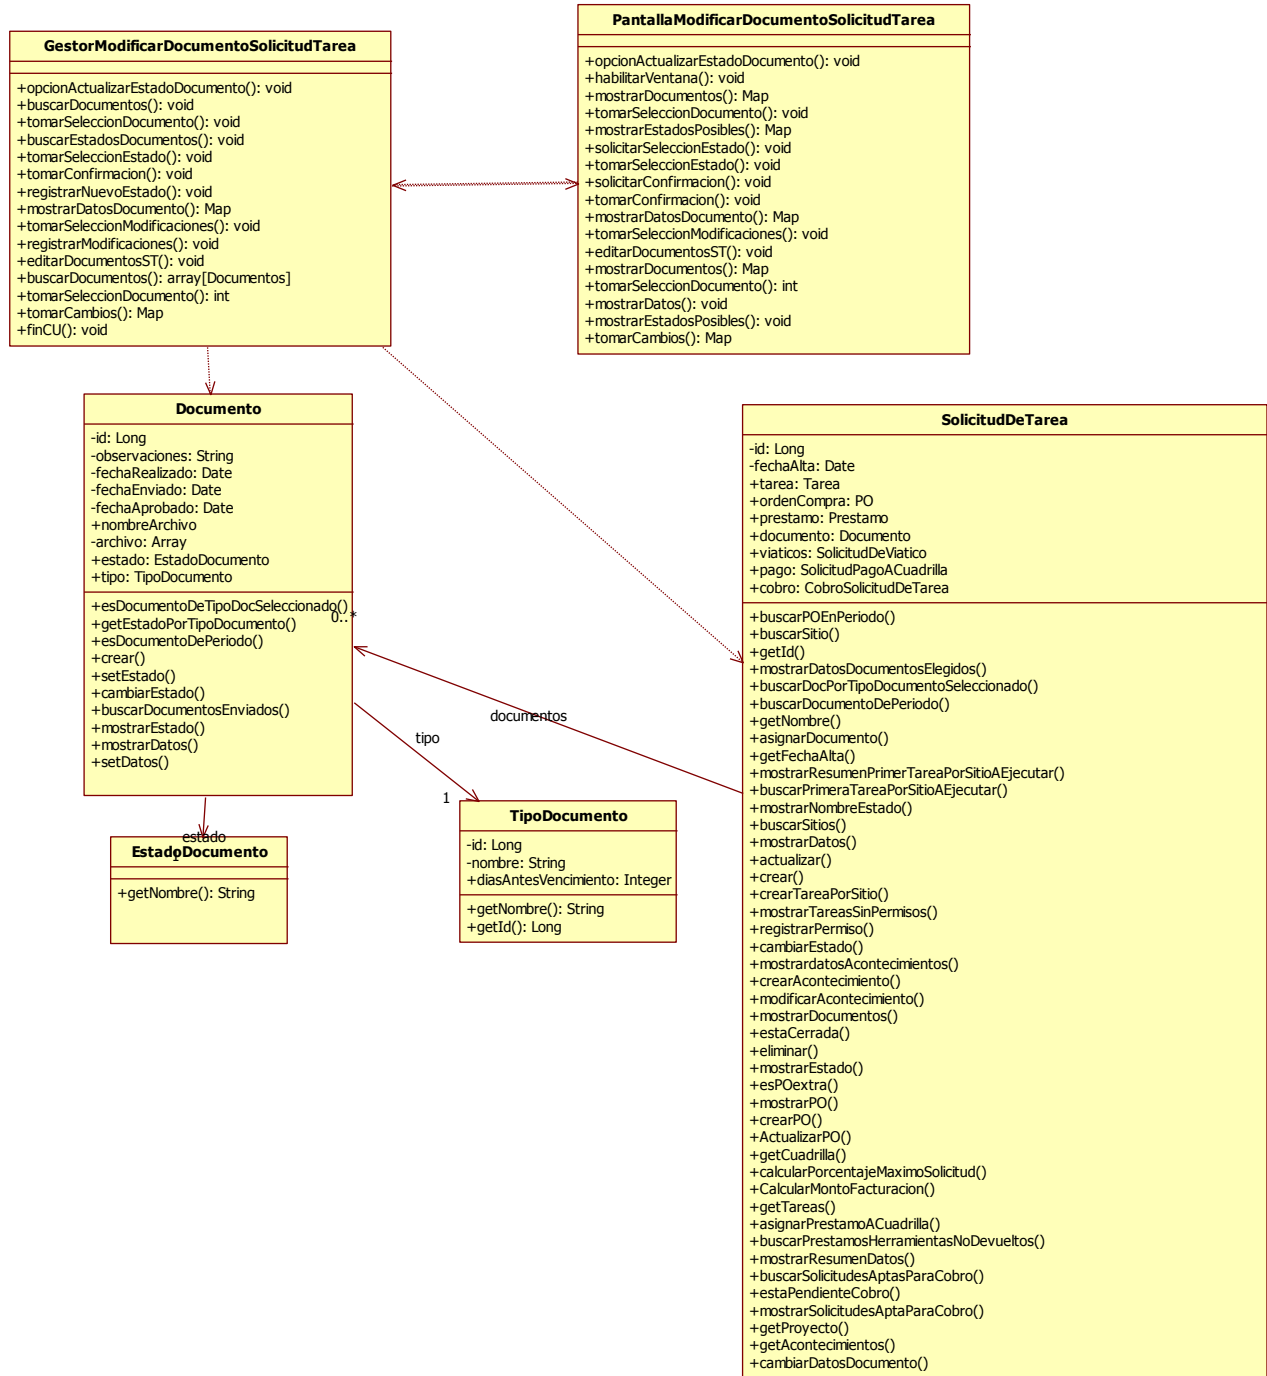 GestorModificarDocumentoSolicitudTarea
+opcionActualizarEstadoDocumento(): void
+buscarDocumentos(): void
+tomarSeleccionDocumento(): void
+buscarEstadosDocumentos(): void
+tomarSeleccionEstado(): void
+tomarConfirmacion(): void
+registrarNuevoEstado(): void
+mostrarDatosDocumento(): Map
+tomarSeleccionModificaciones(): void
+registrarModificaciones(): void
+editarDocumentosST(): void
+buscarDocumentos(): array[Documentos]
+tomarSeleccionDocumento(): int
+tomarCambios(): Map
+finCU(): void
PantallaModificarDocumentoSolicitudTarea
+opcionActualizarEstadoDocumento(): void
+habilitarVentana(): void
+mostrarDocumentos(): Map
+tomarSeleccionDocumento(): void
+mostrarEstadosPosibles(): Map
+solicitarSeleccionEstado(): void
+tomarSeleccionEstado(): void
+solicitarConfirmacion(): void
+tomarConfirmacion(): void
+mostrarDatosDocumento(): Map
+tomarSeleccionModificaciones(): void
+editarDocumentosST(): void
+mostrarDocumentos(): Map
+tomarSeleccionDocumento(): int
+mostrarDatos(): void
+mostrarEstadosPosibles(): void
+tomarCambios(): Map
Documento
-id: Long
-observaciones: String
-fechaRealizado: Date
-fechaEnviado: Date
-fechaAprobado: Date
+nombreArchivo
-archivo: Array
+estado: EstadoDocumento
+tipo: TipoDocumento
+esDocumentoDeTipoDocSeleccionado()
+getEstadoPorTipoDocumento()
+esDocumentoDePeriodo()
+crear()
+setEstado()
+cambiarEstado()
+buscarDocumentosEnviados()
+mostrarEstado()
+mostrarDatos()
+setDatos()
0..*
documentos
tipo
1
estado
1
EstadoDocumento
+getNombre(): String
TipoDocumento
-id: Long
-nombre: String
+diasAntesVencimiento: Integer
+getNombre(): String
+getId(): Long
SolicitudDeTarea
-id: Long
-fechaAlta: Date
+tarea: Tarea
+ordenCompra: PO
+prestamo: Prestamo
+documento: Documento
+viaticos: SolicitudDeViatico
+pago: SolicitudPagoACuadrilla
+cobro: CobroSolicitudDeTarea
+buscarPOEnPeriodo()
+buscarSitio()
+getId()
+mostrarDatosDocumentosElegidos()
+buscarDocPorTipoDocumentoSeleccionado()
+buscarDocumentoDePeriodo()
+getNombre()
+asignarDocumento()
+getFechaAlta()
+mostrarResumenPrimerTareaPorSitioAEjecutar()
+buscarPrimeraTareaPorSitioAEjecutar()
+mostrarNombreEstado()
+buscarSitios()
+mostrarDatos()
+actualizar()
+crear()
+crearTareaPorSitio()
+mostrarTareasSinPermisos()
+registrarPermiso()
+cambiarEstado()
+mostrardatosAcontecimientos()
+crearAcontecimiento()
+modificarAcontecimiento()
+mostrarDocumentos()
+estaCerrada()
+eliminar()
+mostrarEstado()
+esPOextra()
+mostrarPO()
+crearPO()
+ActualizarPO()
+getCuadrilla()
+calcularPorcentajeMaximoSolicitud()
+CalcularMontoFacturacion()
+getTareas()
+asignarPrestamoACuadrilla()
+buscarPrestamosHerramientasNoDevueltos()
+mostrarResumenDatos()
+buscarSolicitudesAptasParaCobro()
+estaPendienteCobro()
+mostrarSolicitudesAptaParaCobro()
+getProyecto()
+getAcontecimientos()
+cambiarDatosDocumento()